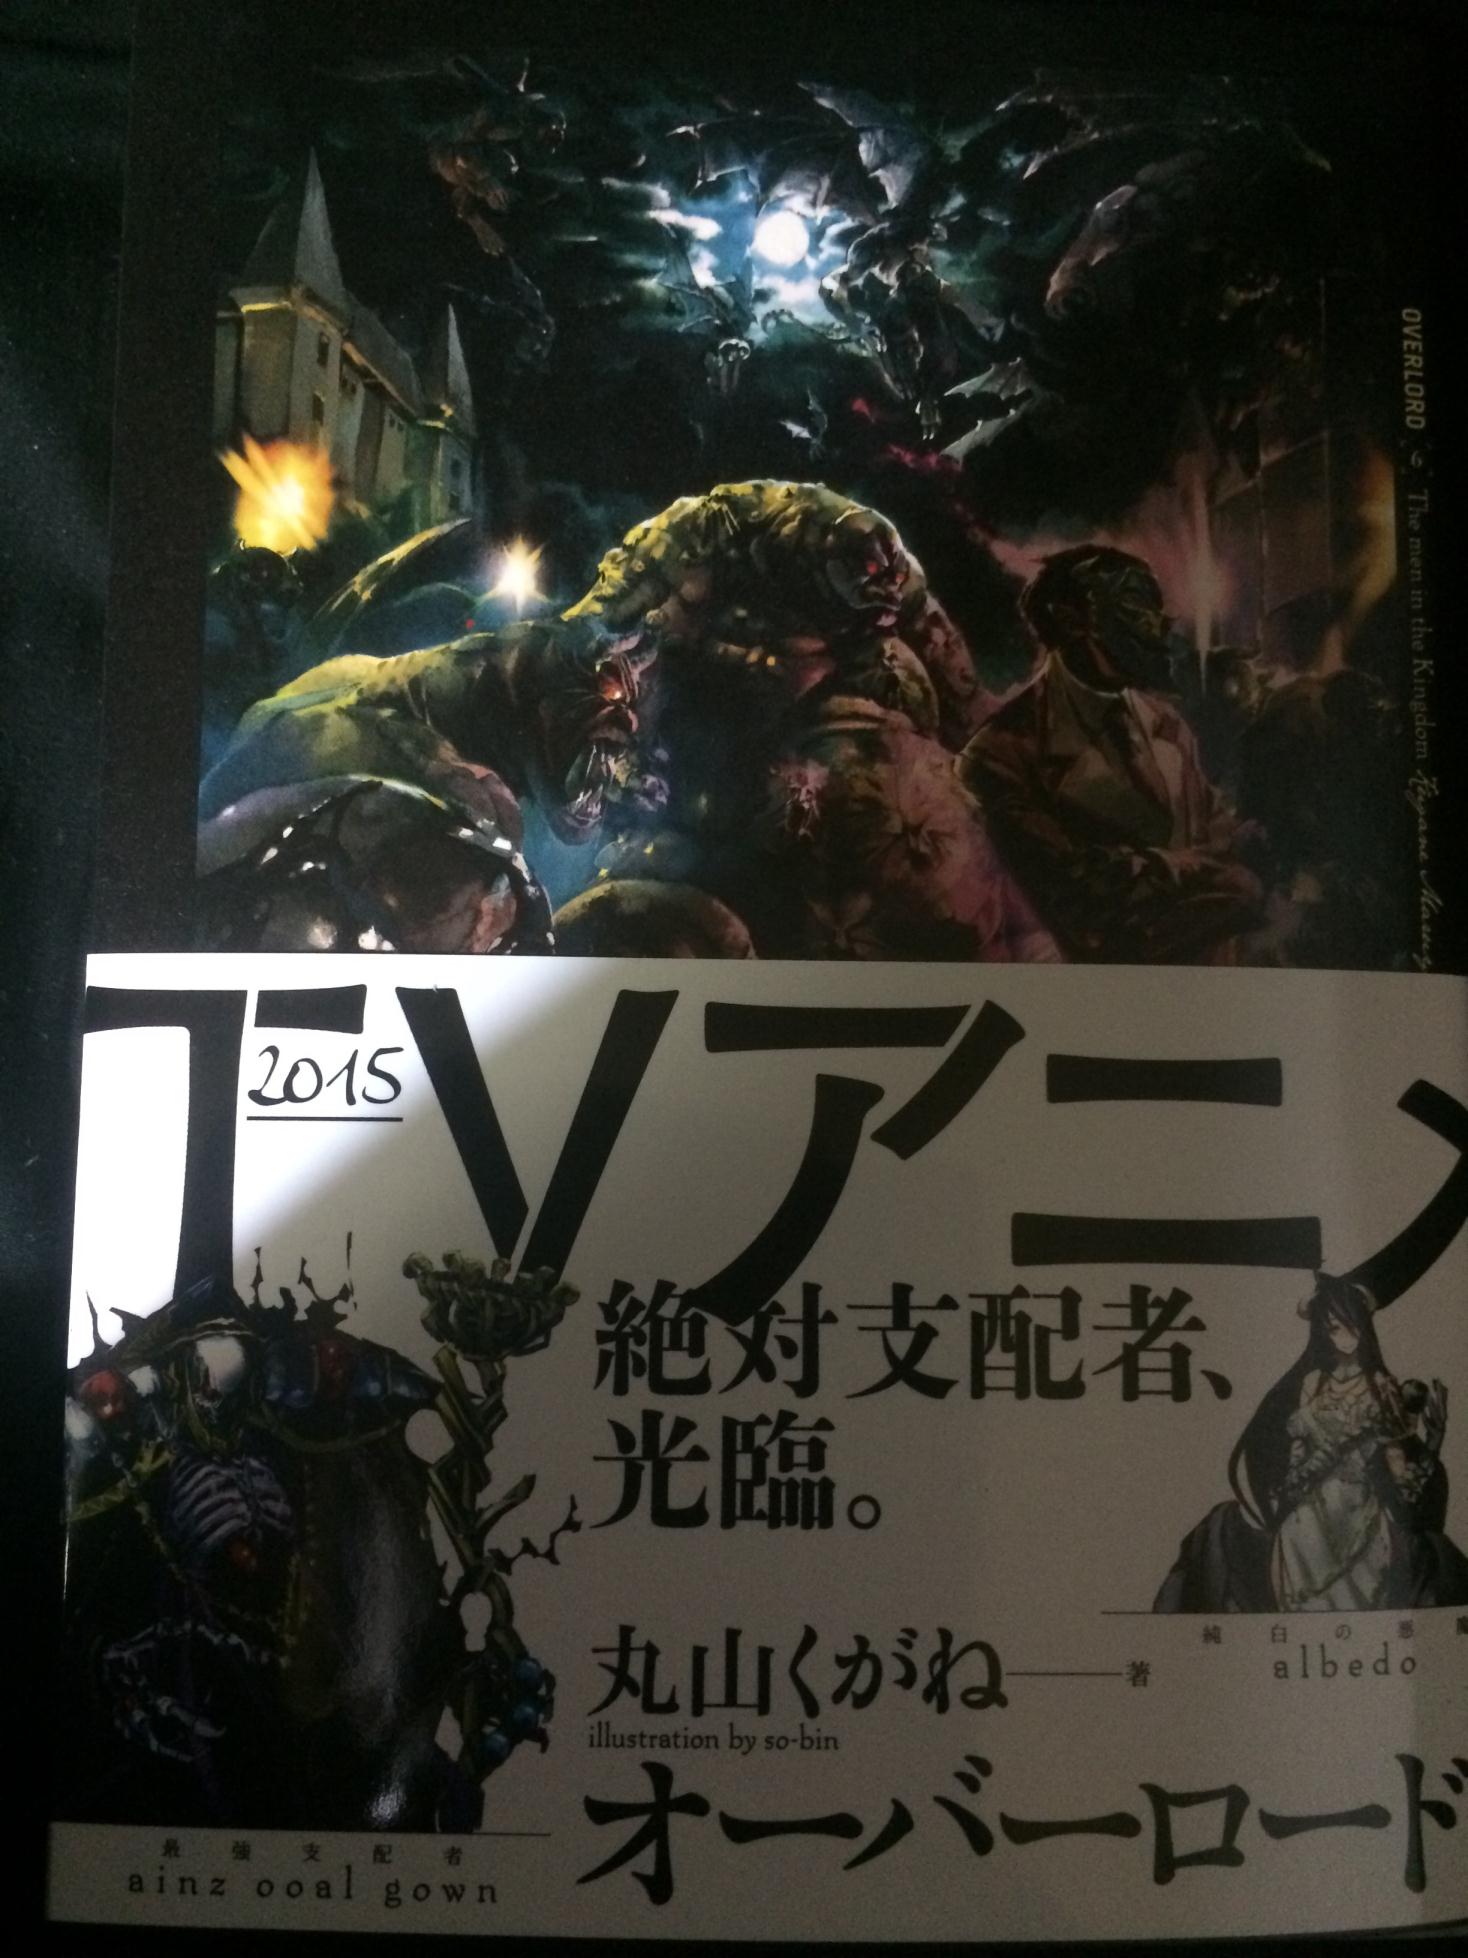 OVERLORD 6 The men in the Kingdom
TVアニメ
2015
絶対支配者、
光臨。
丸山くがね 著
illustration by so-bin
オーバーロード
純白の悪魔
albedo
最強支配者
ainz ooal gown